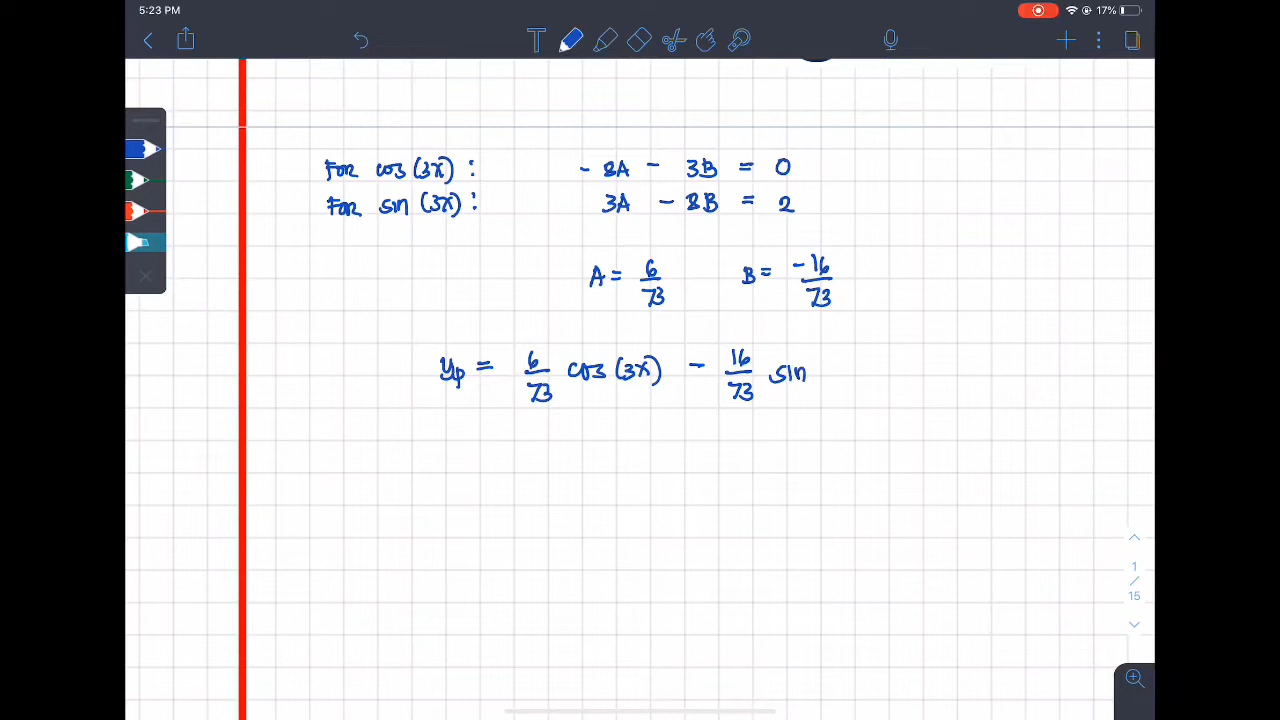 5:23 PM 17%
T
For cos (3x) : - 8A - 3B = 0
For sin (3x) : 3A - 8B = 2
A = 6/73 B = -16/73
yp = 6/73 cos (3x) - 16/73 sin
1
/
15